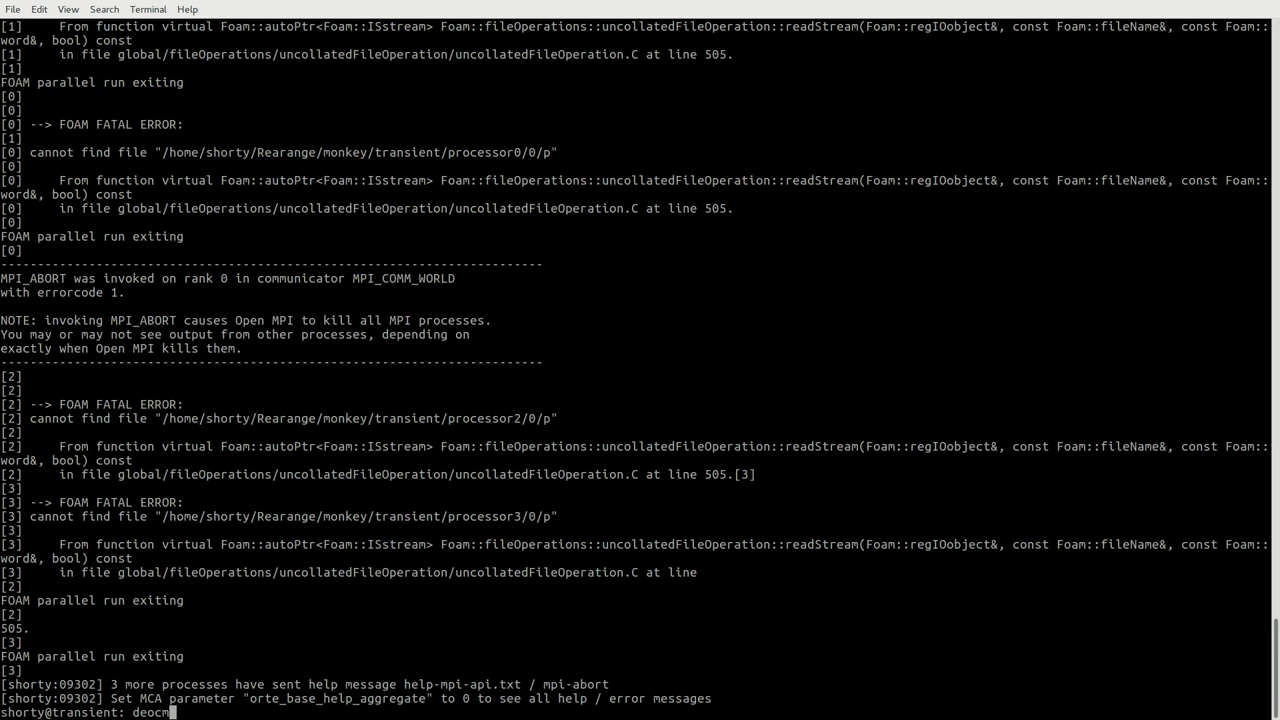 File Edit View Search Terminal Help
[1]     From function virtual Foam::autoPtr<Foam::ISstream> Foam::fileOperations::uncollatedFileOperation::readStream(Foam::regIOobject&, const Foam::fileName&, const Foam::
word&, bool) const
[1]     in file global/fileOperations/uncollatedFileOperation/uncollatedFileOperation.C at line 505.
[1]
FOAM parallel run exiting
[0]
[0]
[0] --> FOAM FATAL ERROR:
[1]
[0] cannot find file "/home/shorty/Rearange/monkey/transient/processor0/0/p"
[0]
[0]     From function virtual Foam::autoPtr<Foam::ISstream> Foam::fileOperations::uncollatedFileOperation::readStream(Foam::regIOobject&, const Foam::fileName&, const Foam::
word&, bool) const
[0]     in file global/fileOperations/uncollatedFileOperation/uncollatedFileOperation.C at line 505.
[0]
FOAM parallel run exiting
[0]
--------------------------------------------------------------------------
MPI_ABORT was invoked on rank 0 in communicator MPI_COMM_WORLD
with errorcode 1.
NOTE: invoking MPI_ABORT causes Open MPI to kill all MPI processes.
You may or may not see output from other processes, depending on
exactly when Open MPI kills them.
--------------------------------------------------------------------------
[2]
[2]
[2] --> FOAM FATAL ERROR:
[2] cannot find file "/home/shorty/Rearange/monkey/transient/processor2/0/p"
[2]
[2]     From function virtual Foam::autoPtr<Foam::ISstream> Foam::fileOperations::uncollatedFileOperation::readStream(Foam::regIOobject&, const Foam::fileName&, const Foam::
word&, bool) const
[2]     in file global/fileOperations/uncollatedFileOperation/uncollatedFileOperation.C at line 505.[3]
[3]
[3] --> FOAM FATAL ERROR:
[3] cannot find file "/home/shorty/Rearange/monkey/transient/processor3/0/p"
[3]
[3]     From function virtual Foam::autoPtr<Foam::ISstream> Foam::fileOperations::uncollatedFileOperation::readStream(Foam::regIOobject&, const Foam::fileName&, const Foam::
word&, bool) const
[3]     in file global/fileOperations/uncollatedFileOperation/uncollatedFileOperation.C at line
[2]
FOAM parallel run exiting
[2]
505.
[3]
FOAM parallel run exiting
[3]
[shorty:09302] 3 more processes have sent help message help-mpi-api.txt / mpi-abort
[shorty:09302] Set MCA parameter "orte_base_help_aggregate" to 0 to see all help / error messages
shorty@transient: deocm